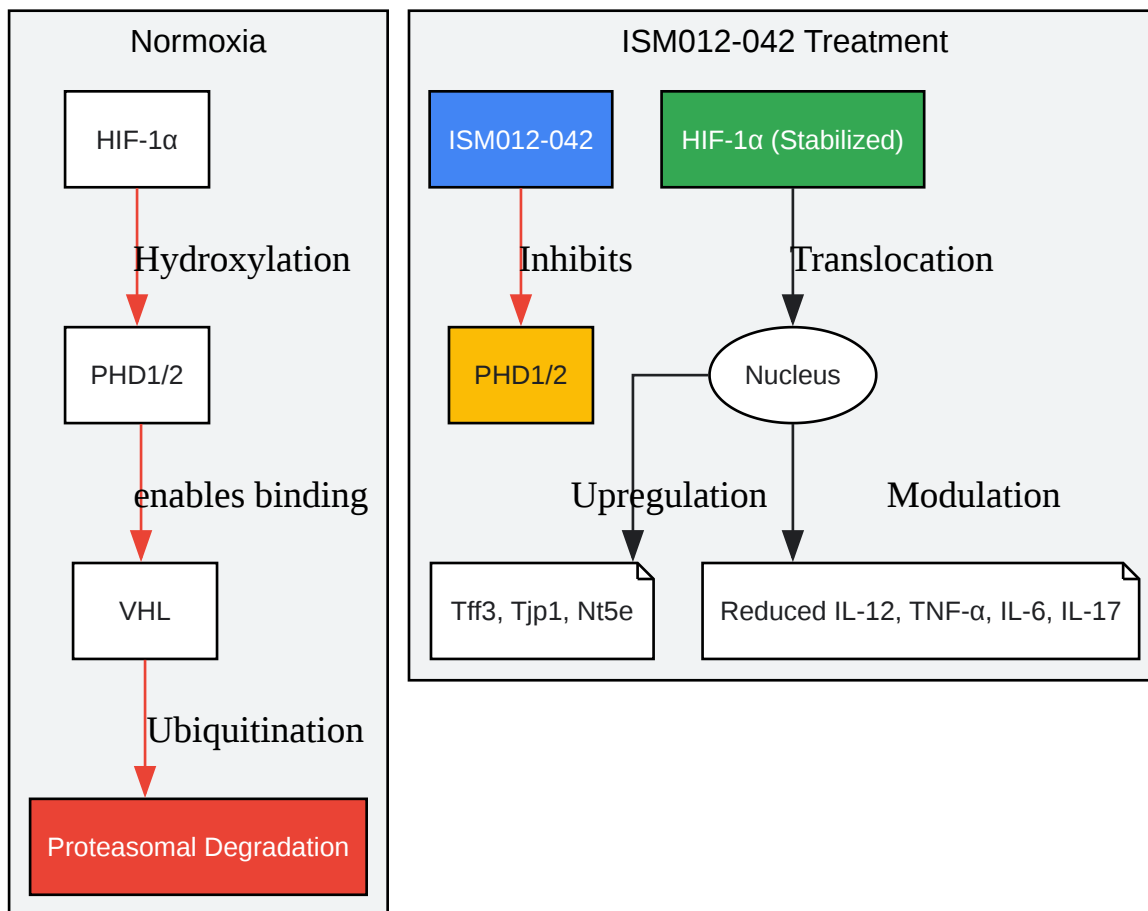 Normoxia
HIF-1α
Hydroxylation
PHD1/2
enables binding
VHL
Ubiquitination
Proteasomal Degradation
ISM012-042 Treatment
ISM012-042
HIF-1α (Stabilized)
Inhibits
Translocation
PHD1/2
Nucleus
Upregulation
Modulation
Tff3, Tjp1, Nt5e
Reduced IL-12, TNF-α, IL-6, IL-17